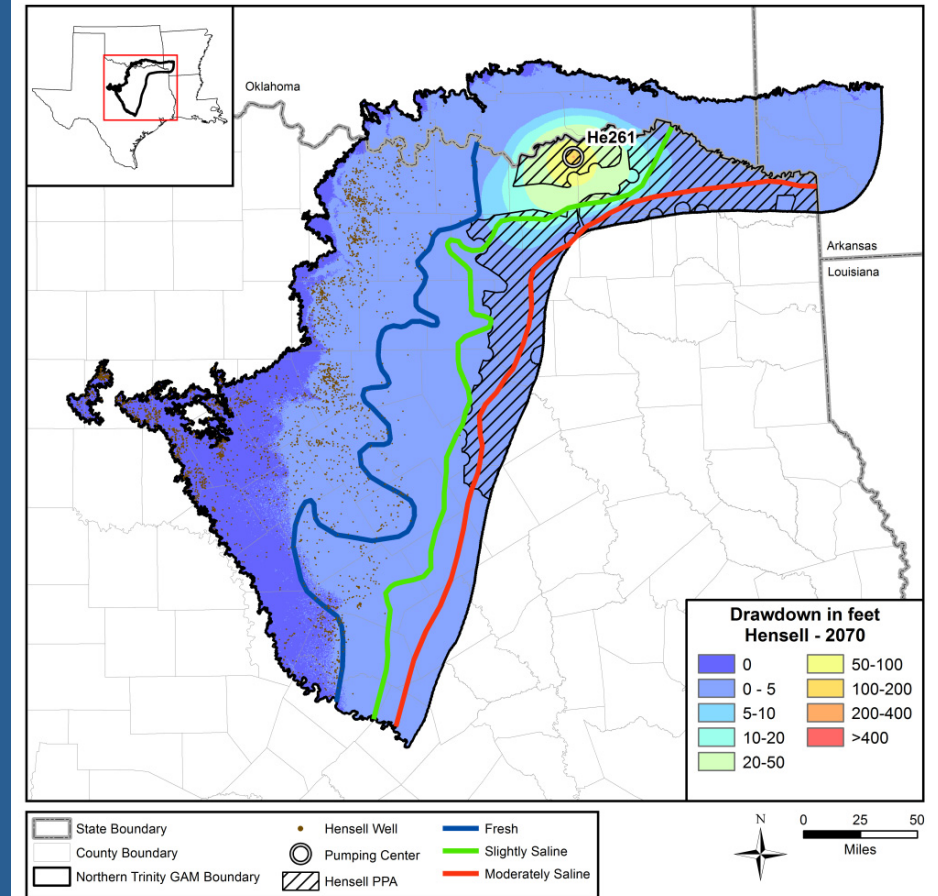 Oklahoma
He261
Arkansas
Louisiana
Drawdown in feet
Hensell - 2070
0
0 - 5
5-10
10-20
20-50
50-100
100-200
200-400
>400
State Boundary
County Boundary
Northern Trinity GAM Boundary
Hensell Well
Pumping Center
Hensell PPA
Fresh
Slightly Saline
Moderately Saline
N
0 25 50
Miles